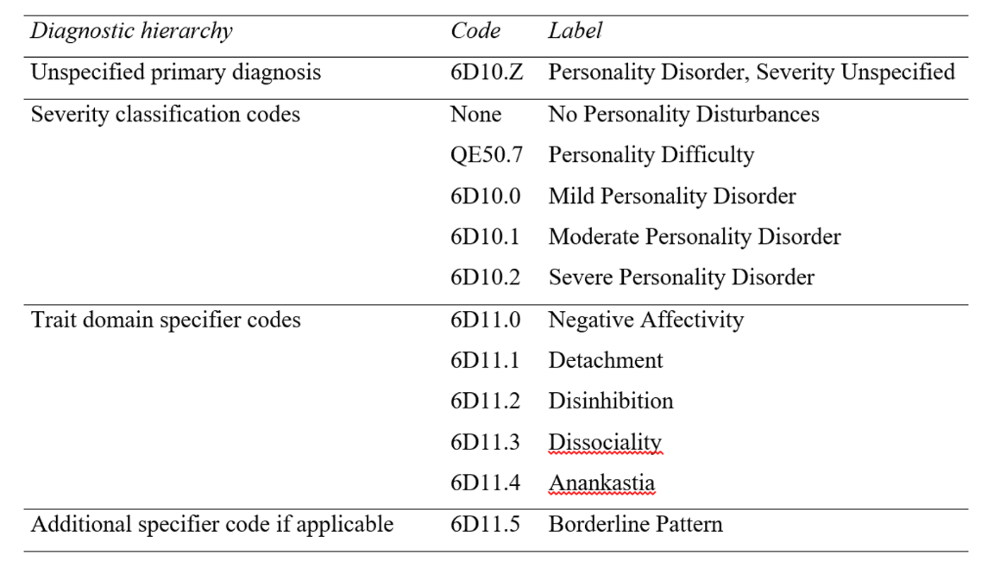 Diagnostic hierarchy Code Label
Unspecified primary diagnosis 6D10.Z Personality Disorder, Severity Unspecified
Severity classification codes None No Personality Disturbances
QE50.7 Personality Difficulty
6D10.0 Mild Personality Disorder
6D10.1 Moderate Personality Disorder
6D10.2 Severe Personality Disorder
Trait domain specifier codes 6D11.0 Negative Affectivity
6D11.1 Detachment
6D11.2 Disinhibition
6D11.3 Dissociality
6D11.4 Anankastia
Additional specifier code if applicable 6D11.5 Borderline Pattern